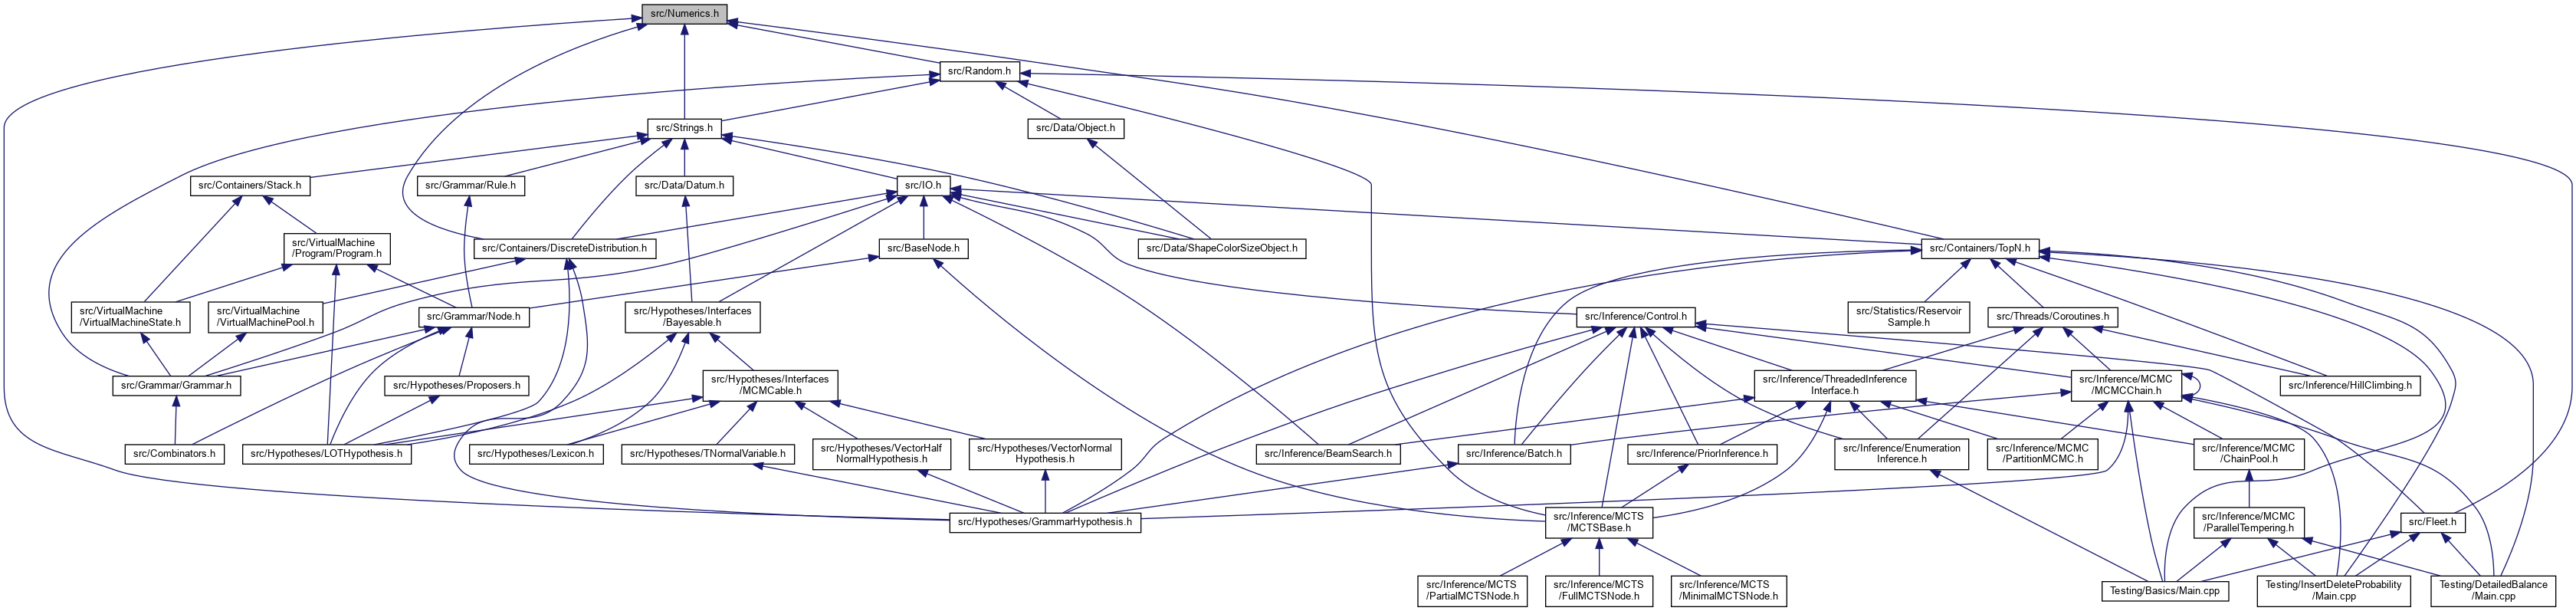 src/Numerics.h
src/Random.h
src/Strings.h
src/Data/Object.h
src/Containers/Stack.h
src/Grammar/Rule.h
src/Data/Datum.h
src/IO.h
src/VirtualMachine
/Program/Program.h
src/Containers/DiscreteDistribution.h
src/BaseNode.h
src/Data/ShapeColorSizeObject.h
src/Containers/TopN.h
src/VirtualMachine
/VirtualMachineState.h
src/VirtualMachine
/VirtualMachinePool.h
src/Grammar/Node.h
src/Hypotheses/Interfaces
/Bayesable.h
src/Inference/Control.h
src/Statistics/Reservoir
Sample.h
src/Threads/Coroutines.h
src/Grammar/Grammar.h
src/Hypotheses/Proposers.h
src/Hypotheses/Interfaces
/MCMCable.h
src/Inference/ThreadedInference
Interface.h
src/Inference/MCMC
/MCMCChain.h
src/Inference/HillClimbing.h
src/Combinators.h
src/Hypotheses/LOTHypothesis.h
src/Hypotheses/Lexicon.h
src/Hypotheses/TNormalVariable.h
src/Hypotheses/VectorHalf
NormalHypothesis.h
src/Hypotheses/VectorNormal
Hypothesis.h
src/Inference/BeamSearch.h
src/Inference/Batch.h
src/Inference/PriorInference.h
src/Inference/Enumeration
Inference.h
src/Inference/MCMC
/PartitionMCMC.h
src/Inference/MCMC
/ChainPool.h
src/Hypotheses/GrammarHypothesis.h
src/Inference/MCTS
/MCTSBase.h
src/Inference/MCMC
/ParallelTempering.h
src/Fleet.h
src/Inference/MCTS
/PartialMCTSNode.h
src/Inference/MCTS
/FullMCTSNode.h
src/Inference/MCTS
/MinimalMCTSNode.h
Testing/Basics/Main.cpp
Testing/InsertDeleteProbability
/Main.cpp
Testing/DetailedBalance
/Main.cpp